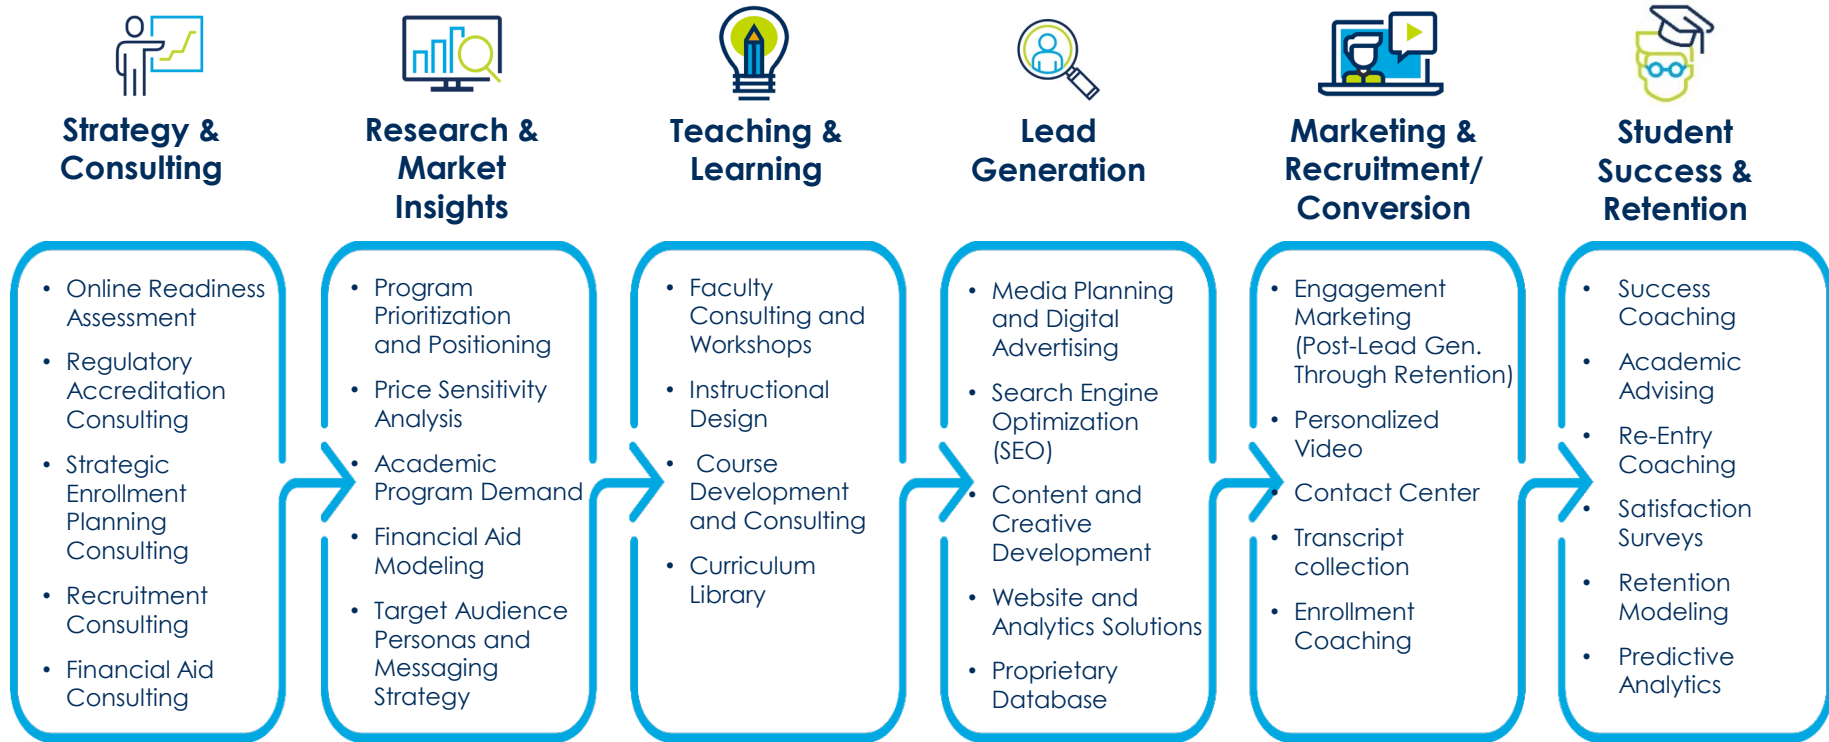 Strategy &
Consulting
Online Readiness
Assessment
Regulatory
Accreditation
Consulting
Strategic
Enrollment
Planning
Consulting
Recruitment
Consulting
Financial Aid
Consulting
Research &
Market
Insights
Program
Prioritization
and Positioning
Price Sensitivity
Analysis
Academic
Program Demand
Financial Aid
Modeling
Target Audience
Personas and
Messaging
Strategy
Teaching &
Learning
Faculty
Consulting and
Workshops
Instructional
Design
Course
Development
and Consulting
Curriculum
Library
Lead
Generation
Media Planning
and Digital
Advertising
Search Engine
Optimization
(SEO)
Content and
Creative
Development
Website and
Analytics Solutions
Proprietary
Database
Marketing &
Recruitment/
Conversion
Engagement
Marketing
(Post-Lead Gen.
Through Retention)
Personalized
Video
Contact Center
Transcript
collection
Enrollment
Coaching
Student
Success &
Retention
Success
Coaching
Academic
Advising
Re-Entry
Coaching
Satisfaction
Surveys
Retention
Modeling
Predictive
Analytics